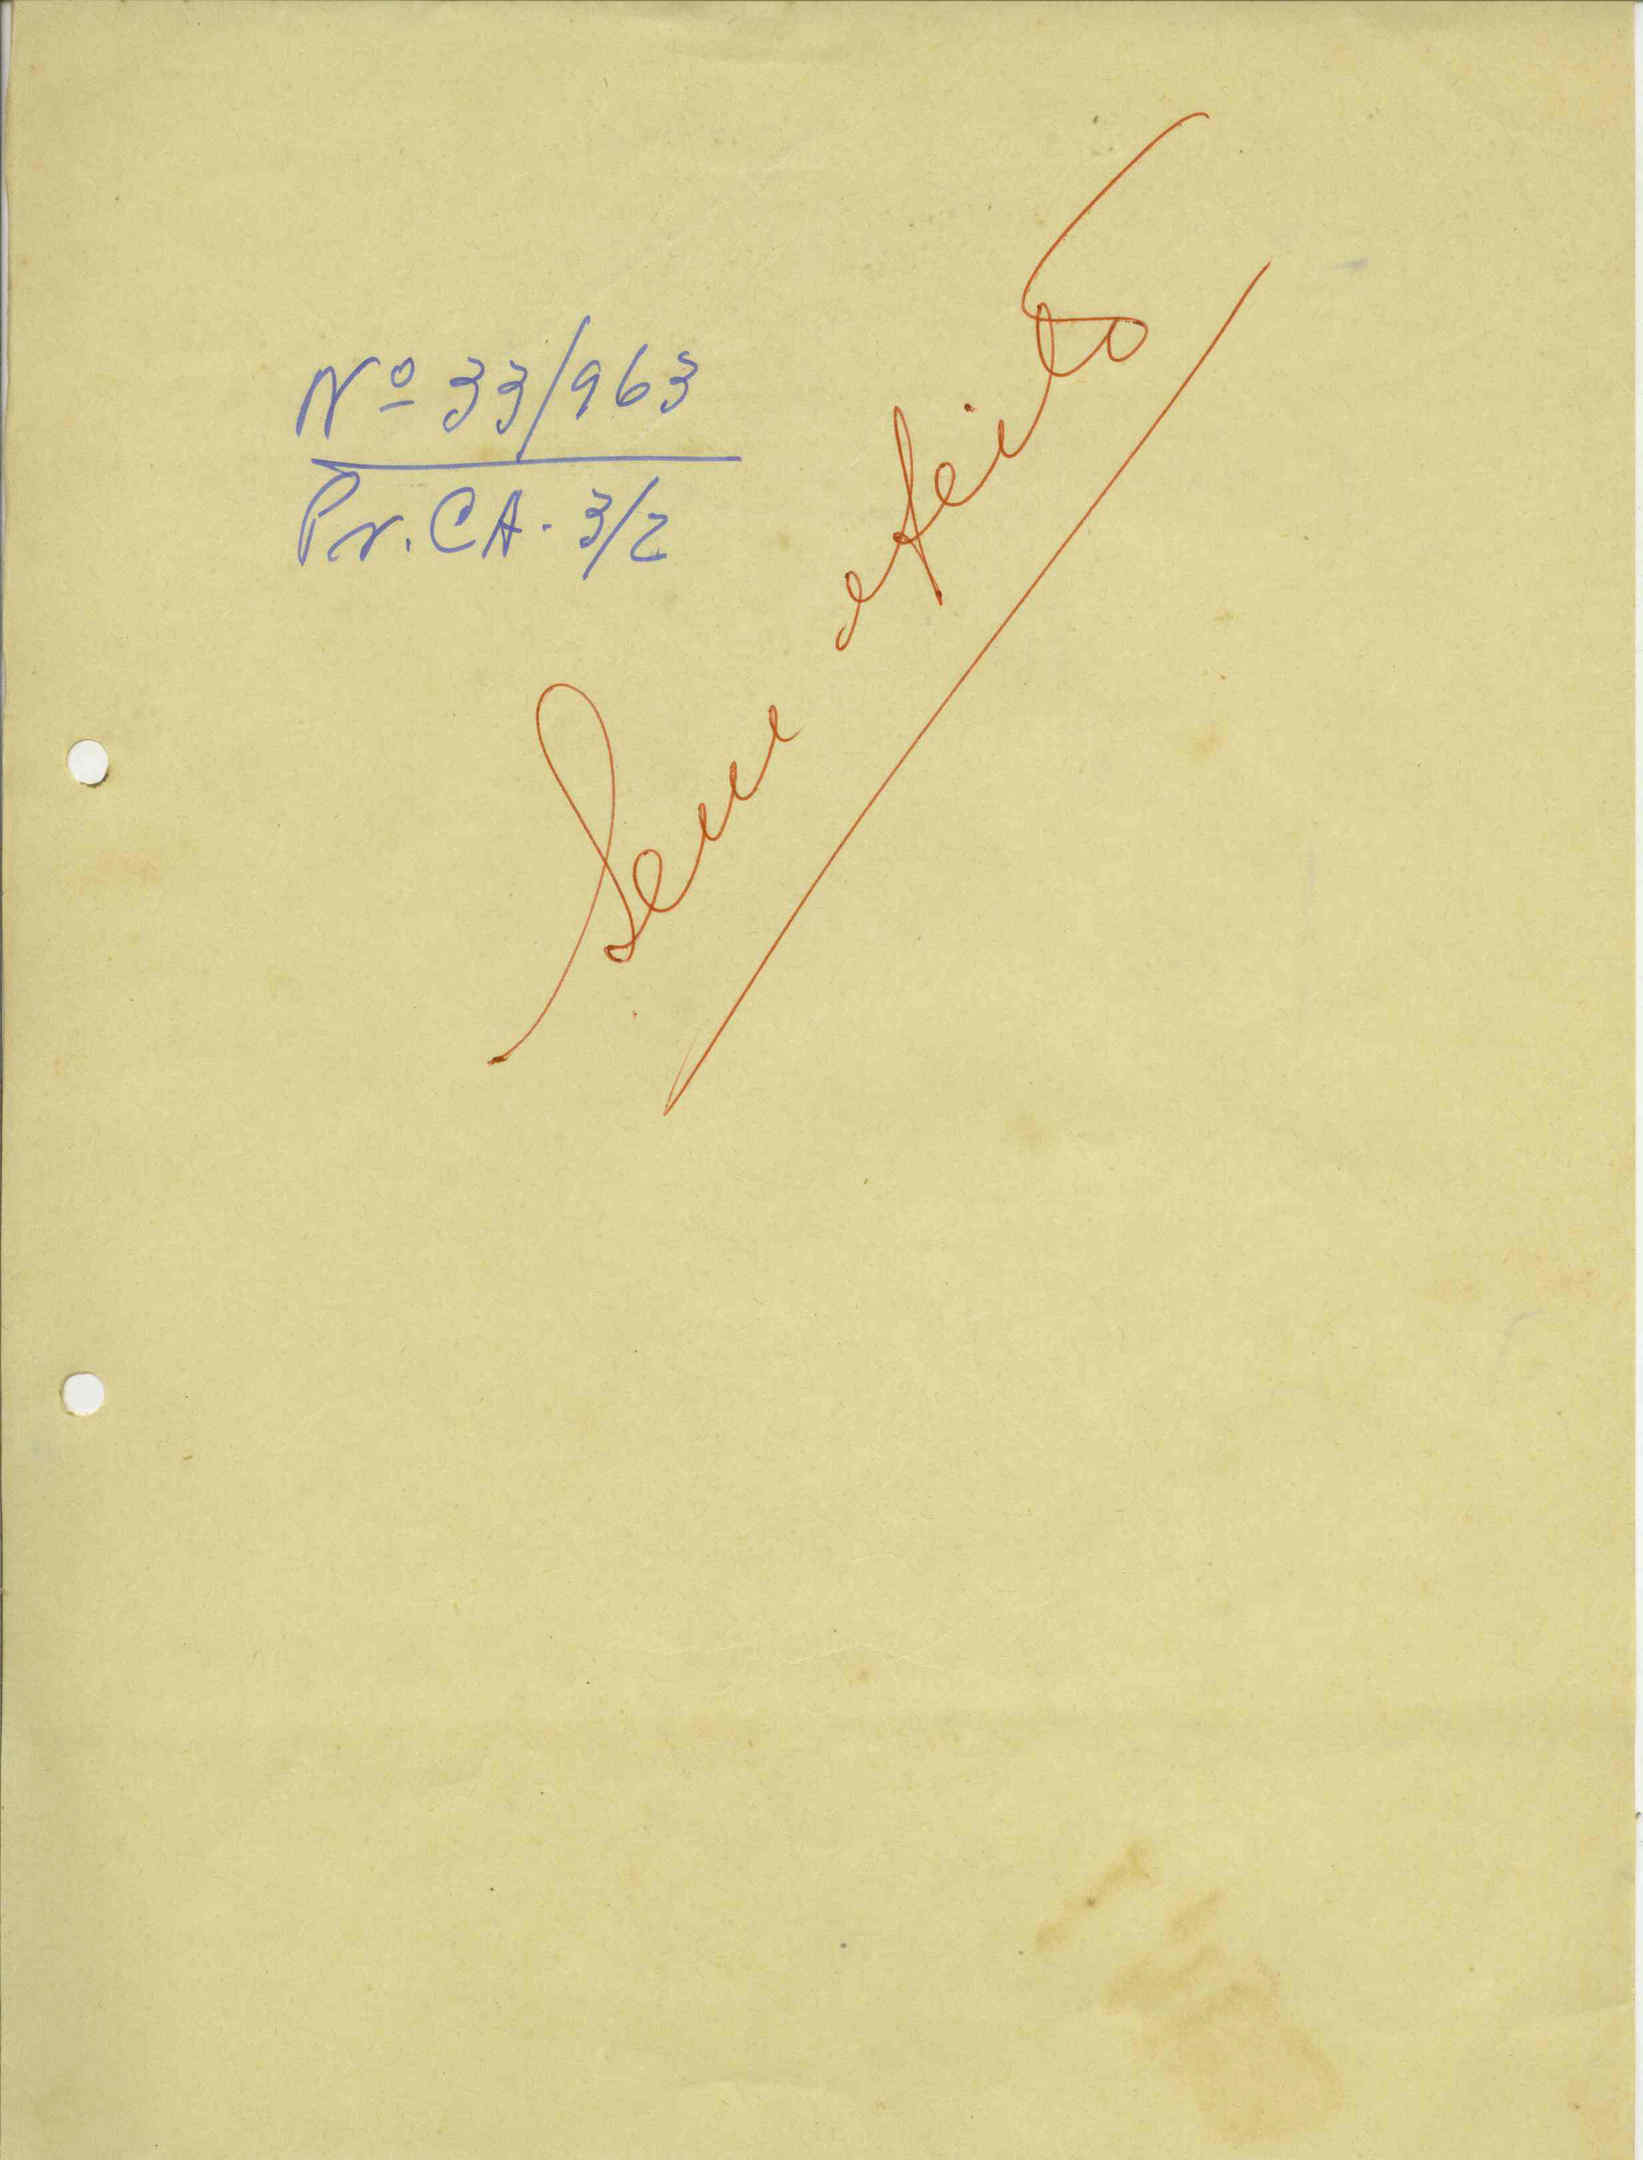 Nº 33/963
Pr. CA. 3/2
Sem efeito